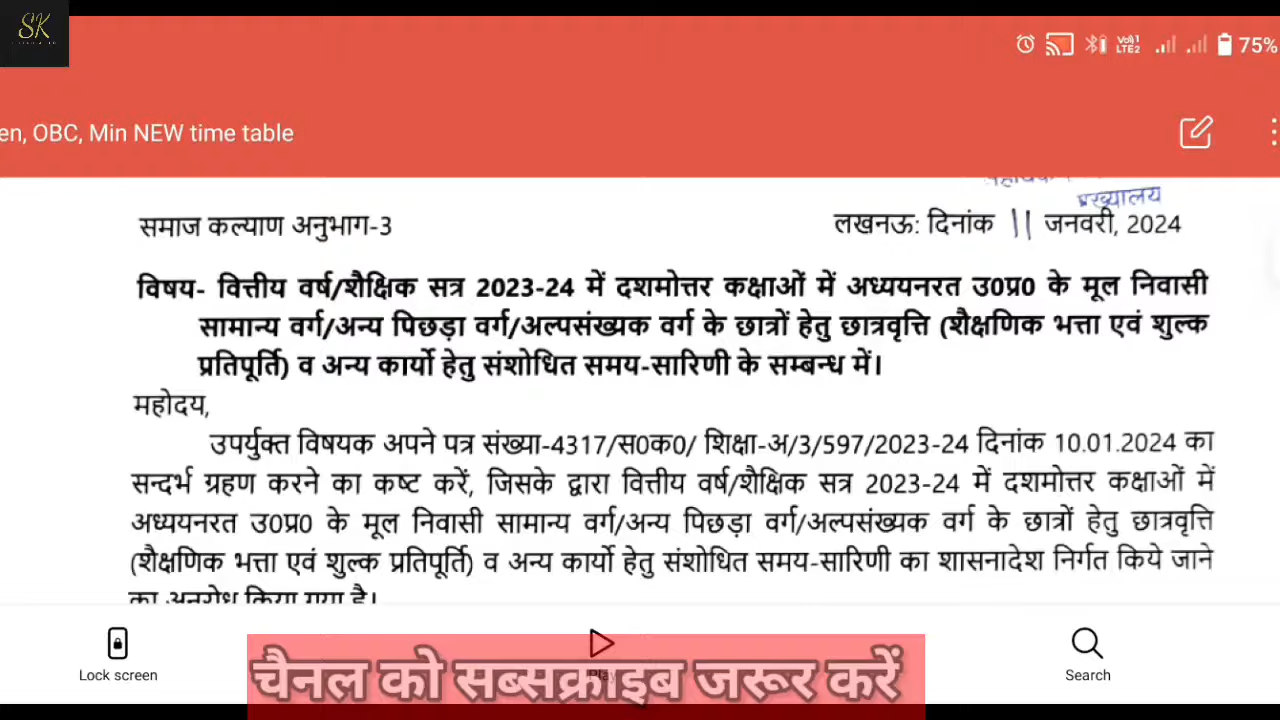 SK
75%
en, OBC, Min NEW time table
मुख्यालय
समाज कल्याण अनुभाग-3
लखनऊ: दिनांक 11 जनवरी, 2024
विषय- वित्तीय वर्ष/शैक्षिक सत्र 2023-24 में दशमोत्तर कक्षाओं में अध्ययनरत उ0प्र0 के मूल निवासी
सामान्य वर्ग/अन्य पिछड़ा वर्ग/अल्पसंख्यक वर्ग के छात्रों हेतु छात्रवृत्ति (शैक्षणिक भत्ता एवं शुल्क
प्रतिपूर्ति) व अन्य कार्यो हेतु संशोधित समय-सारिणी के सम्बन्ध में।
महोदय,
उपर्युक्त विषयक अपने पत्र संख्या-4317/स0क0/ शिक्षा-अ/3/597/2023-24 दिनांक 10.01.2024 का
सन्दर्भ ग्रहण करने का कष्ट करें, जिसके द्वारा वित्तीय वर्ष/शैक्षिक सत्र 2023-24 में दशमोत्तर कक्षाओं में
अध्ययनरत उ0प्र0 के मूल निवासी सामान्य वर्ग/अन्य पिछड़ा वर्ग/अल्पसंख्यक वर्ग के छात्रों हेतु छात्रवृत्ति
(शैक्षणिक भत्ता एवं शुल्क प्रतिपूर्ति) व अन्य कार्यो हेतु संशोधित समय-सारिणी का शासनादेश निर्गत किये जाने
का अनुरोध किया गया है।
Lock screen
Play
Search
चैनल को सब्सक्राइब जरूर करें